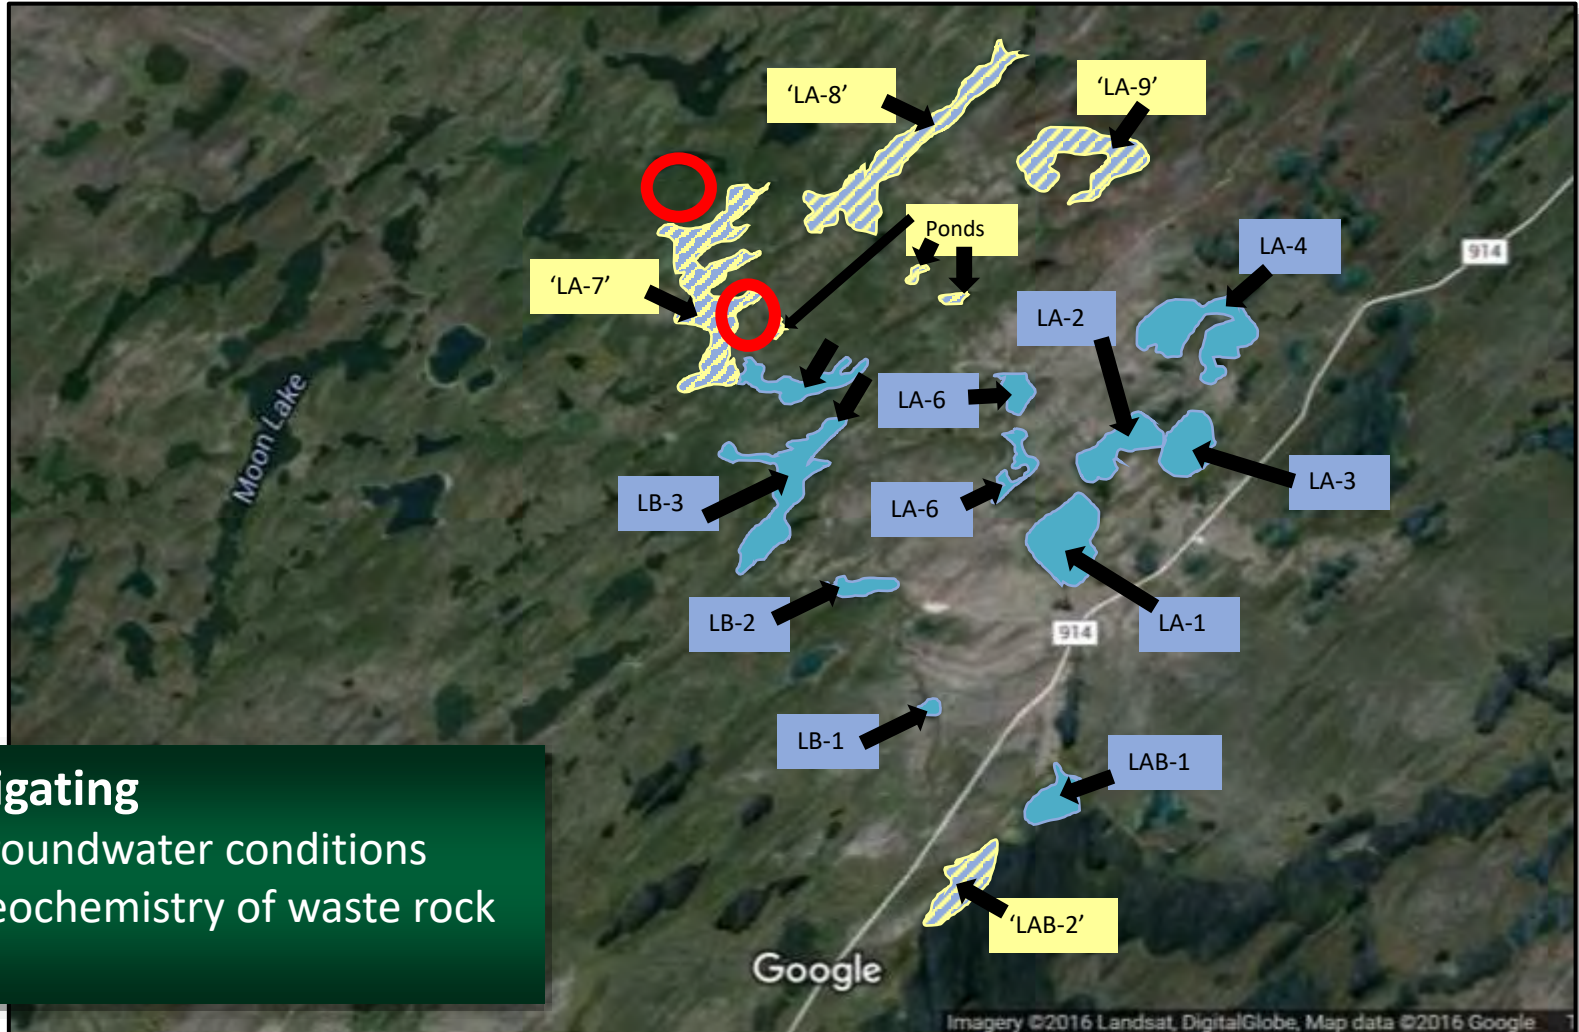 ‘LA-8’
‘LA-9’
Ponds
LA-4
914
‘LA-7’
LA-2
LA-6
Moon Lake
LA-3
LB-3
LA-6
LB-2
914
LA-1
LB-1
LAB-1
igating
oundwater conditions
eochemistry of waste rock
‘LAB-2’
Google
Imagery ©2016 Landsat, DigitalGlobe, Map data ©2016 Google